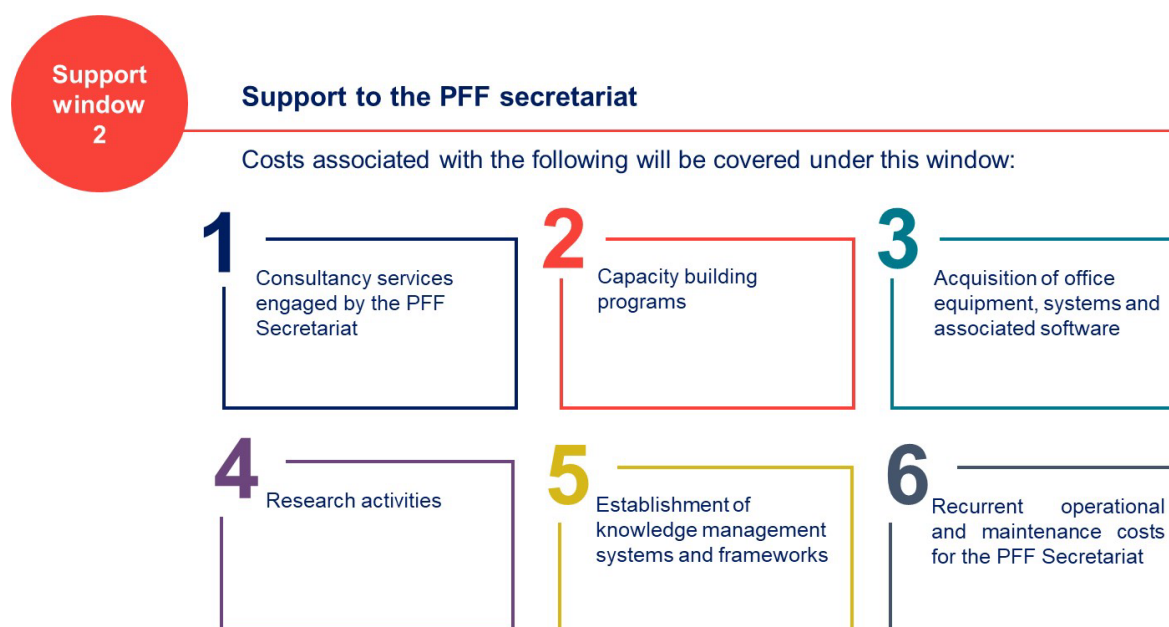 Support
window
2
Support to the PFF secretariat
Costs associated with the following will be covered under this window:
1
Consultancy services
engaged by the PFF
Secretariat
2
Capacity building
programs
3
Acquisition of office
equipment, systems and
associated software
4
Research activities
5
Establishment of
knowledge management
systems and frameworks
6
Recurrent operational
and maintenance costs
for the PFF Secretariat